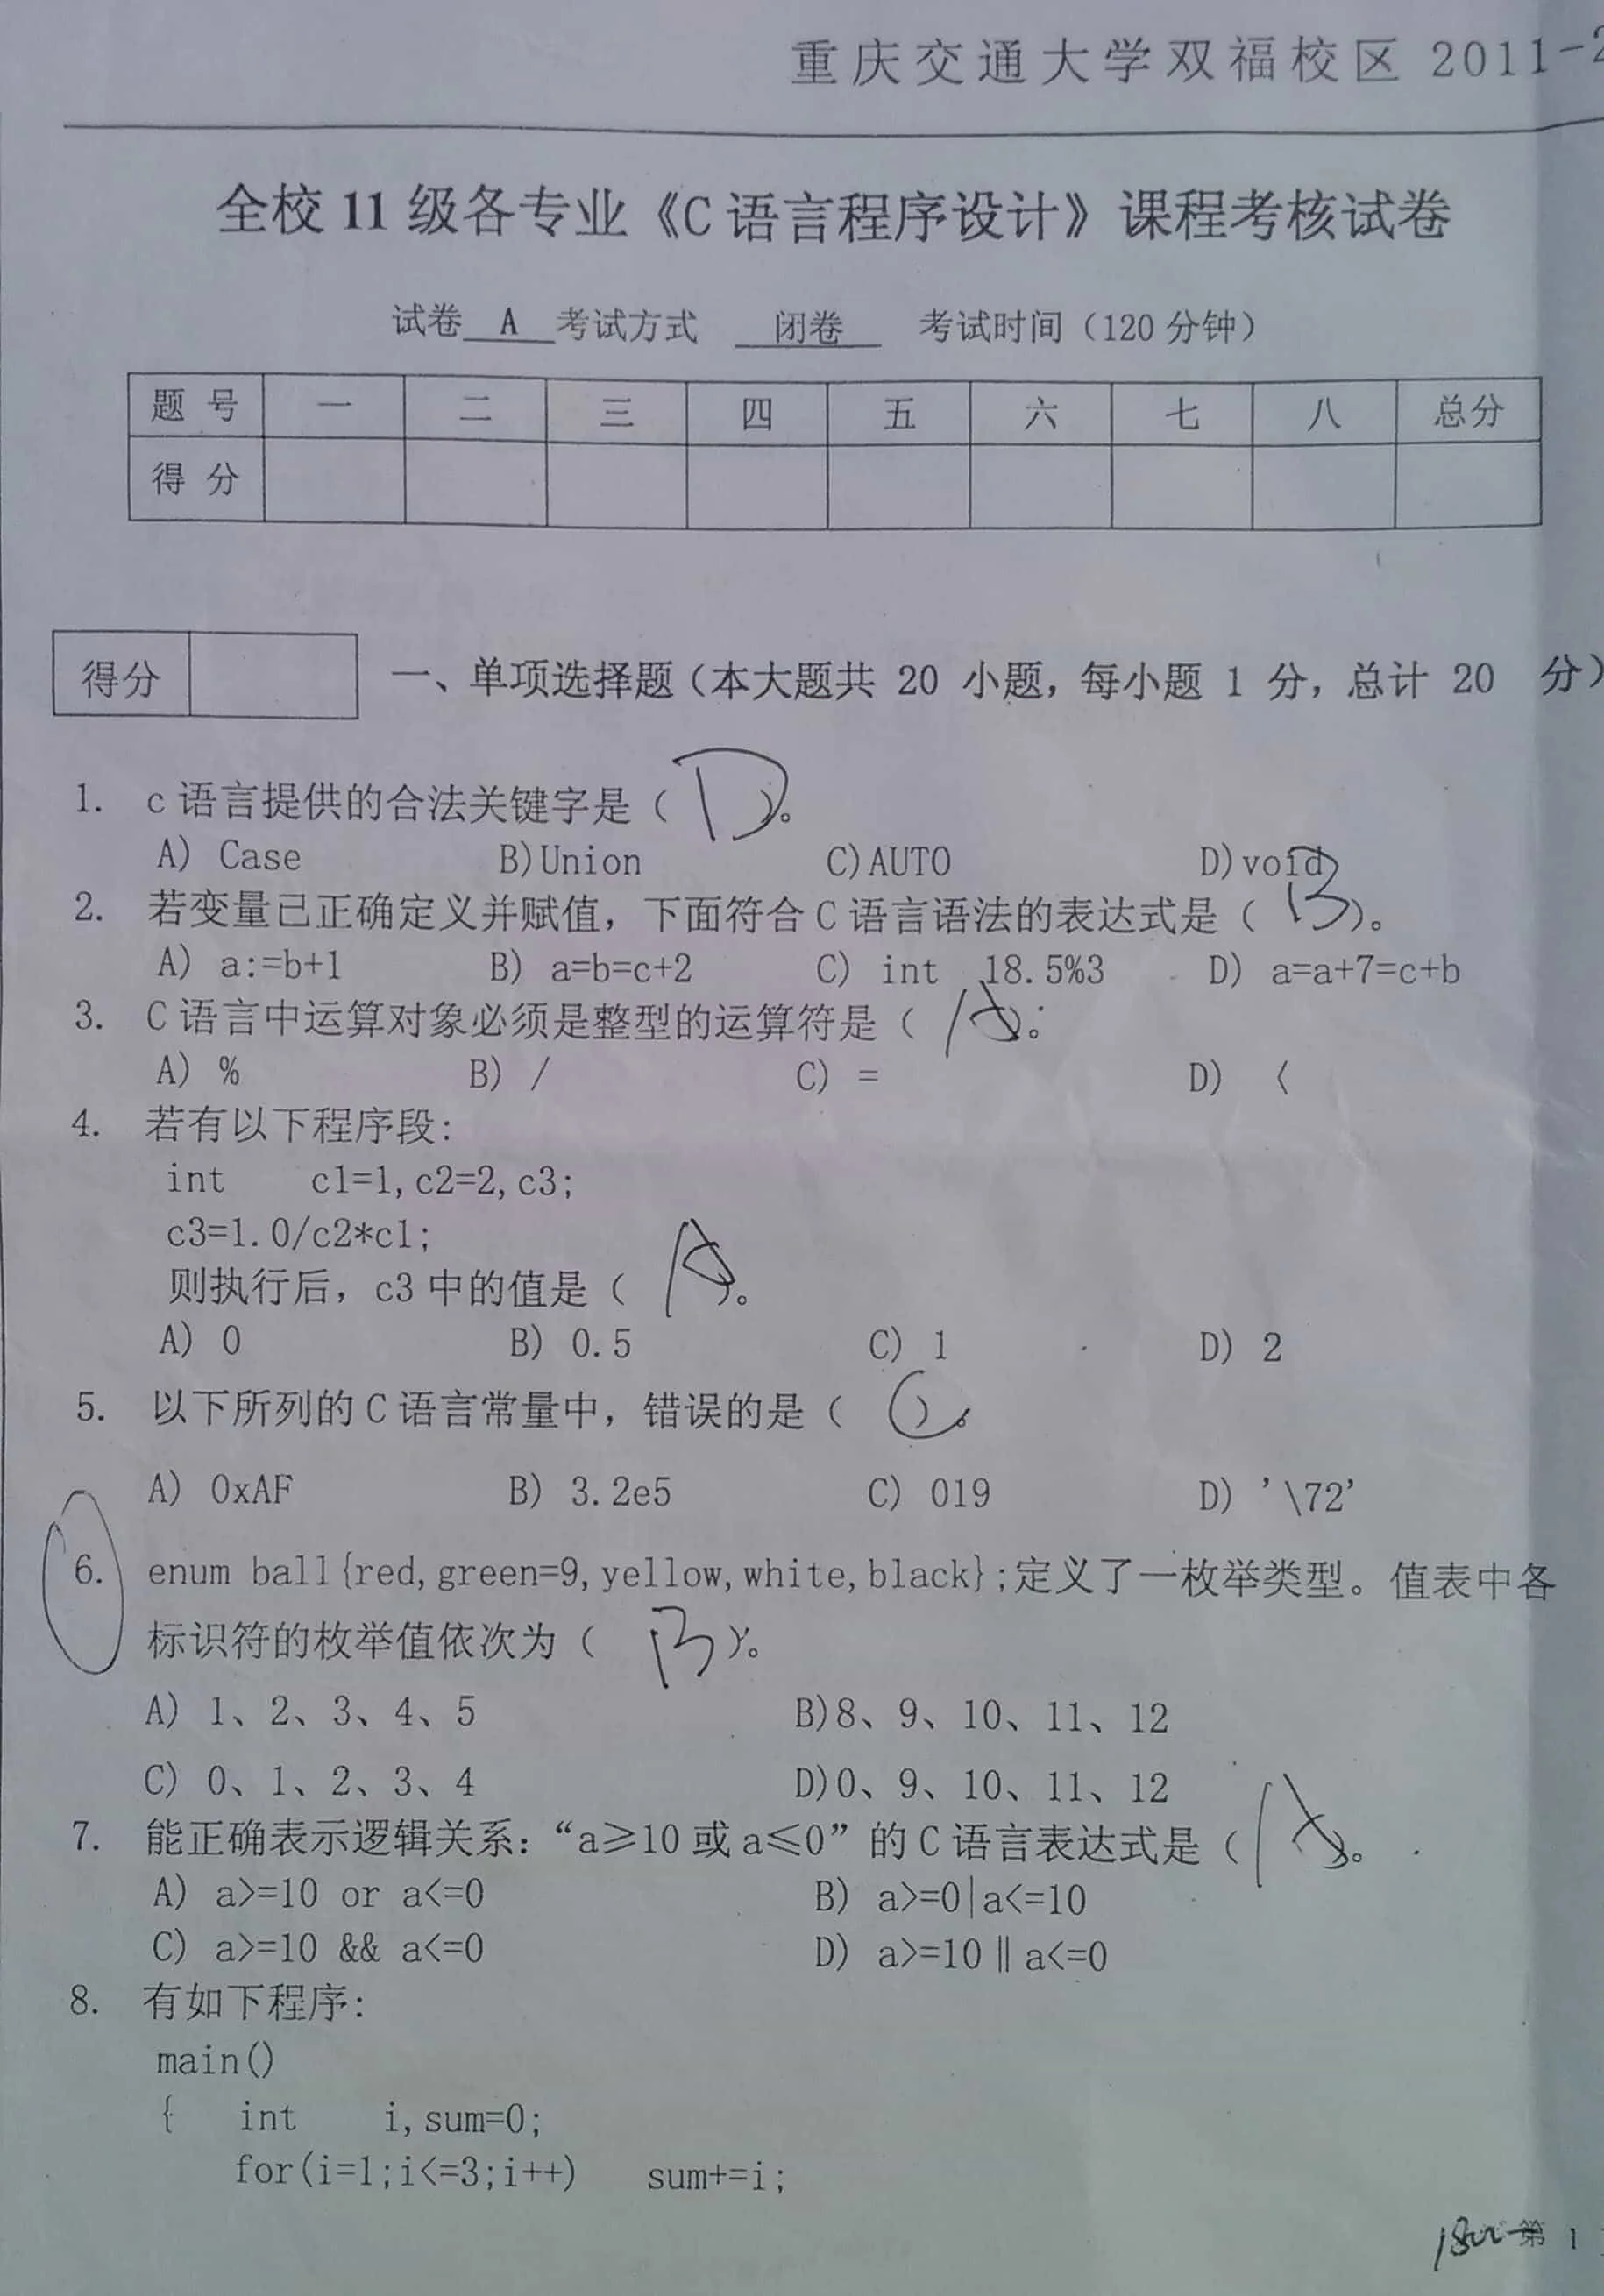 重庆交通大学双福校区 2011-2
全校 11 级各专业《C 语言程序设计》课程考核试卷
试卷 A 考试方式 闭卷 考试时间（120 分钟）
题 号 一 二 三 四 五 六 七 八 总分
得 分
得分 一、单项选择题（本大题共 20 小题，每小题 1 分，总计 20 分）
1. c 语言提供的合法关键字是（ D ）。
A) Case B)Union C)AUTO D)void
2. 若变量已正确定义并赋值，下面符合 C 语言语法的表达式是（ B ）。
A) a:=b+1 B) a=b=c+2 C) int 18.5%3 D) a=a+7=c+b
3. C 语言中运算对象必须是整型的运算符是（ A ）。
A) % B) / C) = D) 〈
4. 若有以下程序段：
int c1=1,c2=2,c3;
c3=1.0/c2*c1;
则执行后，c3 中的值是（ A ）。
A) 0 B) 0.5 C) 1 D) 2
5. 以下所列的 C 语言常量中，错误的是（ C ）。
A) 0xAF B) 3.2e5 C) 019 D) '\72'
6. enum ball{red,green=9,yellow,white,black};定义了一枚举类型。值表中各
标识符的枚举值依次为（ B ）。
A) 1、2、3、4、5 B)8、9、10、11、12
C) 0、1、2、3、4 D)0、9、10、11、12
7. 能正确表示逻辑关系：“a≥10 或 a≤0”的 C 语言表达式是（ A ）。
A) a>=10 or a<=0 B) a>=0|a<=10
C) a>=10 && a<=0 D) a>=10‖a<=0
8. 有如下程序：
main()
{ int i,sum=0;
for(i=1;i<=3;i++) sum+=i;
第 1